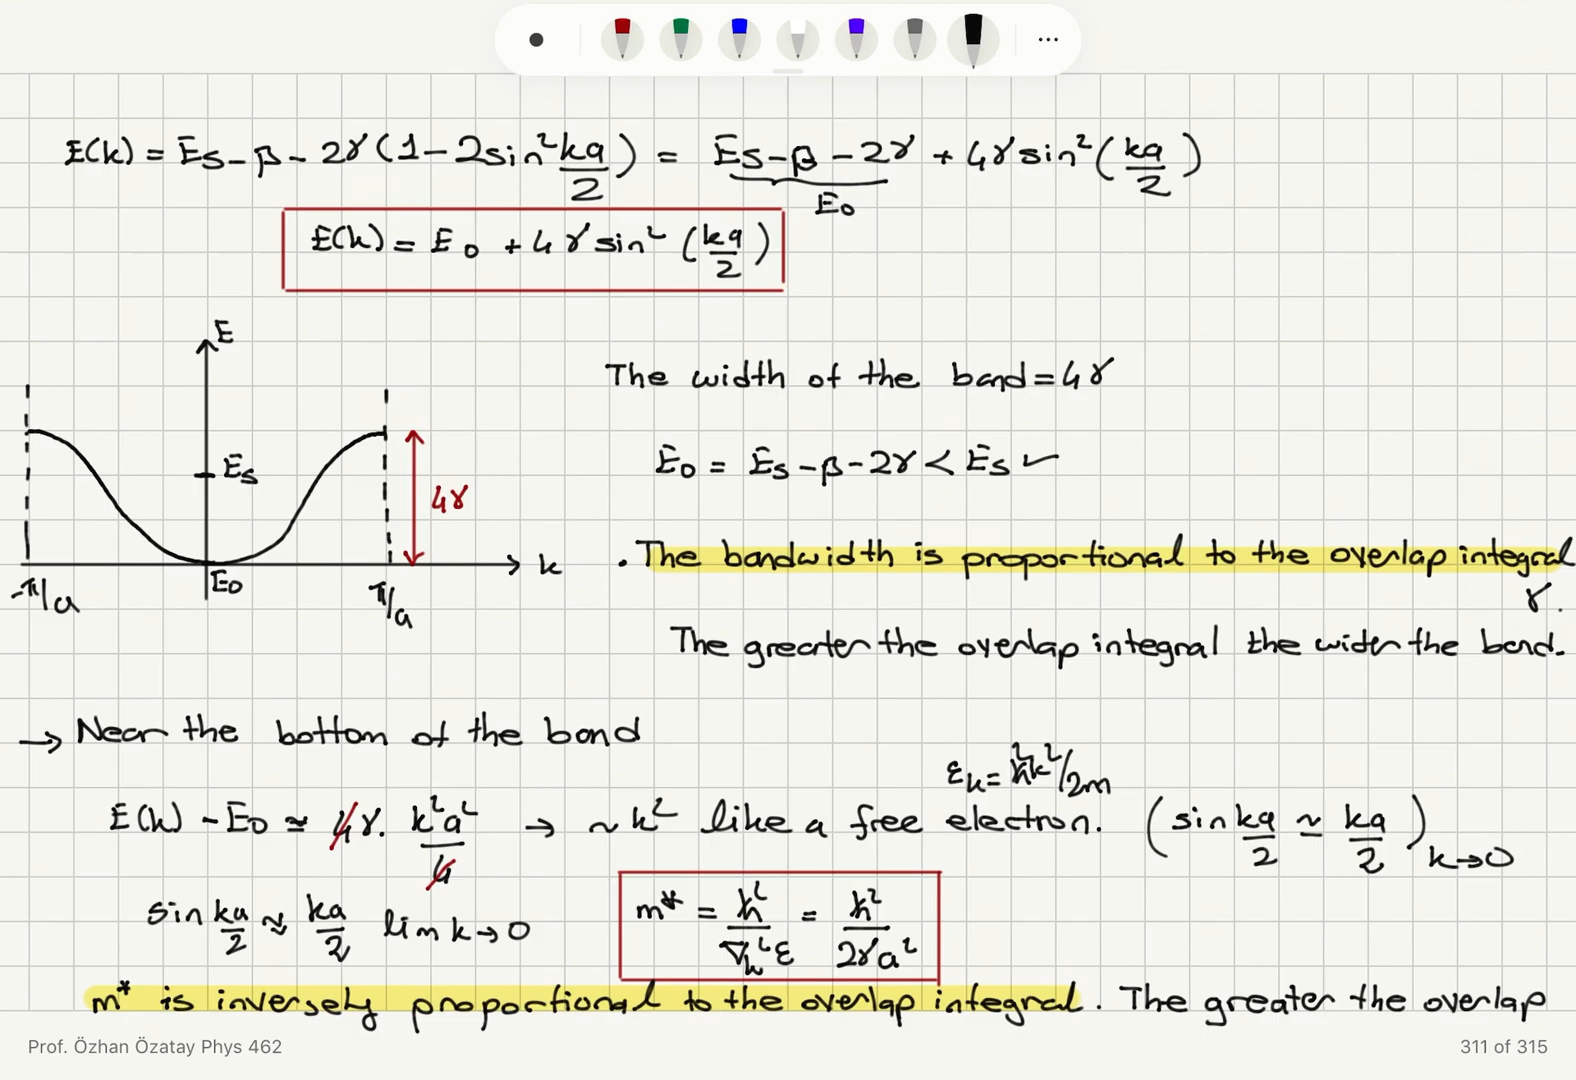 E(k) = Es - β - 2γ (1 - 2sin² ka/2) = Es - β - 2γ + 4γ sin² (ka/2)
E₀
E(k) = E₀ + 4γ sin² (ka/2)
E
The width of the band = 4γ
Es
E₀ = Es - β - 2γ < Es ✓
4γ
• The bandwidth is proportional to the overlap integral
k
E₀
-π/a
π/a
γ.
The greater the overlap integral the wider the band.
→ Near the bottom of the band
εk = ħ²k²/2m
E(k) - E₀ ≃ 4γ. k²a²/4 → ~ k² like a free electron. (sin ka/2 ≃ ka/2) k→0
sin ka/2 ≈ ka/2 lim k→0
m* = ħ²/∇k²ε = ħ²/2γa²
m* is inversely proportional to the overlap integral. The greater the overlap
Prof. Özhan Özatay Phys 462
311 of 315